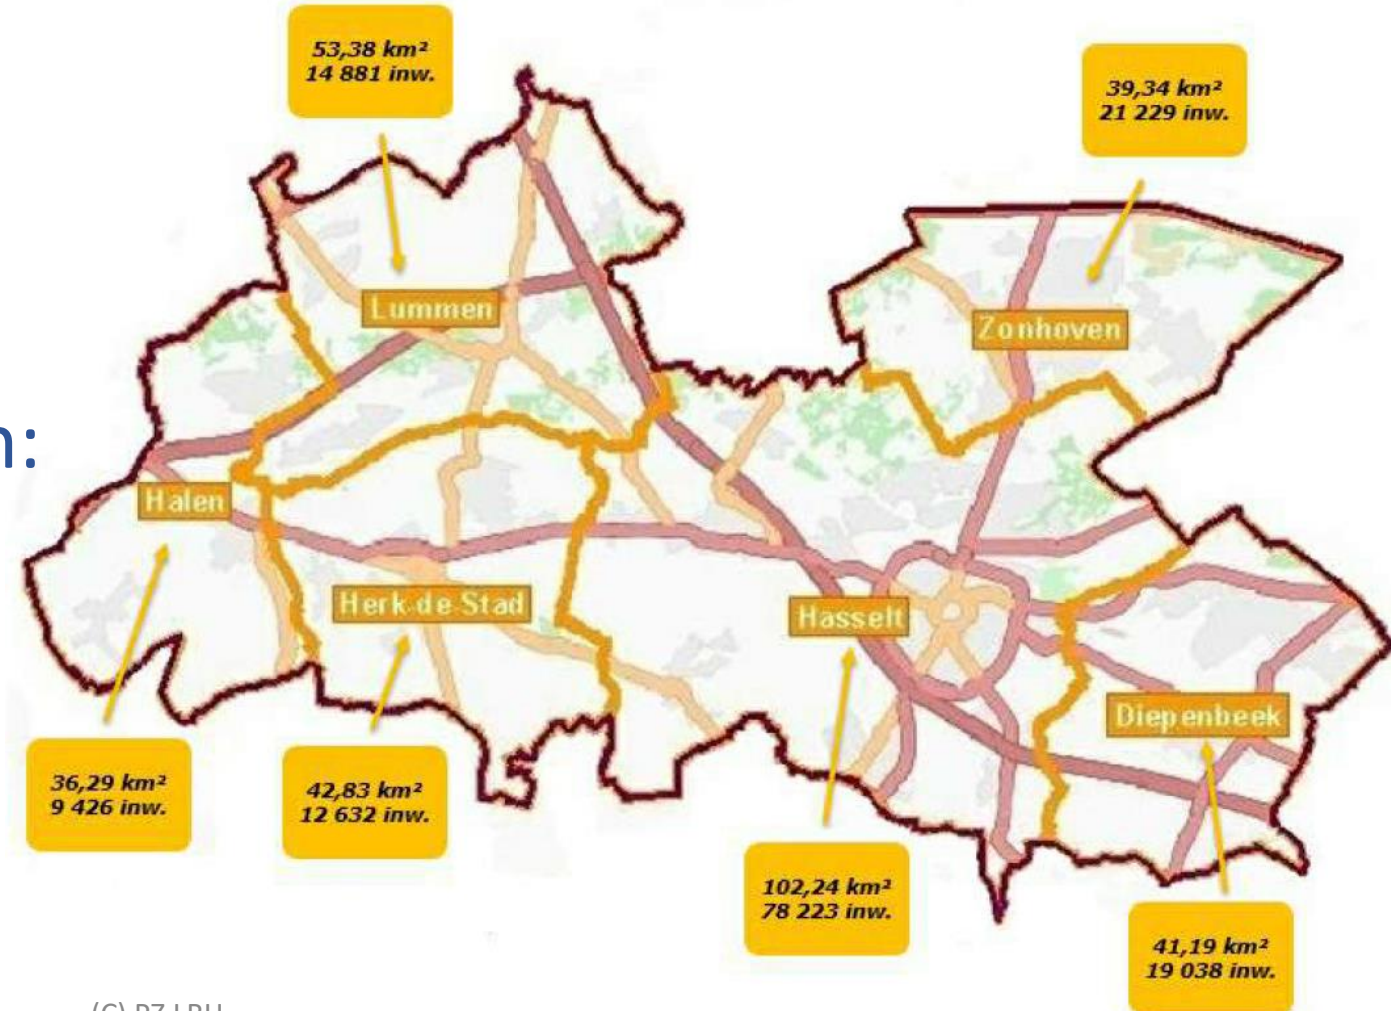 53,38 km²
14 881 inw.
39,34 km²
21 229 inw.
Lummen
Zonhoven
n:
Halen
Herk-de-Stad
Hasselt
Diepenbeek
36,29 km²
9 426 inw.
42,83 km²
12 632 inw.
102,24 km²
78 223 inw.
41,19 km²
19 038 inw.